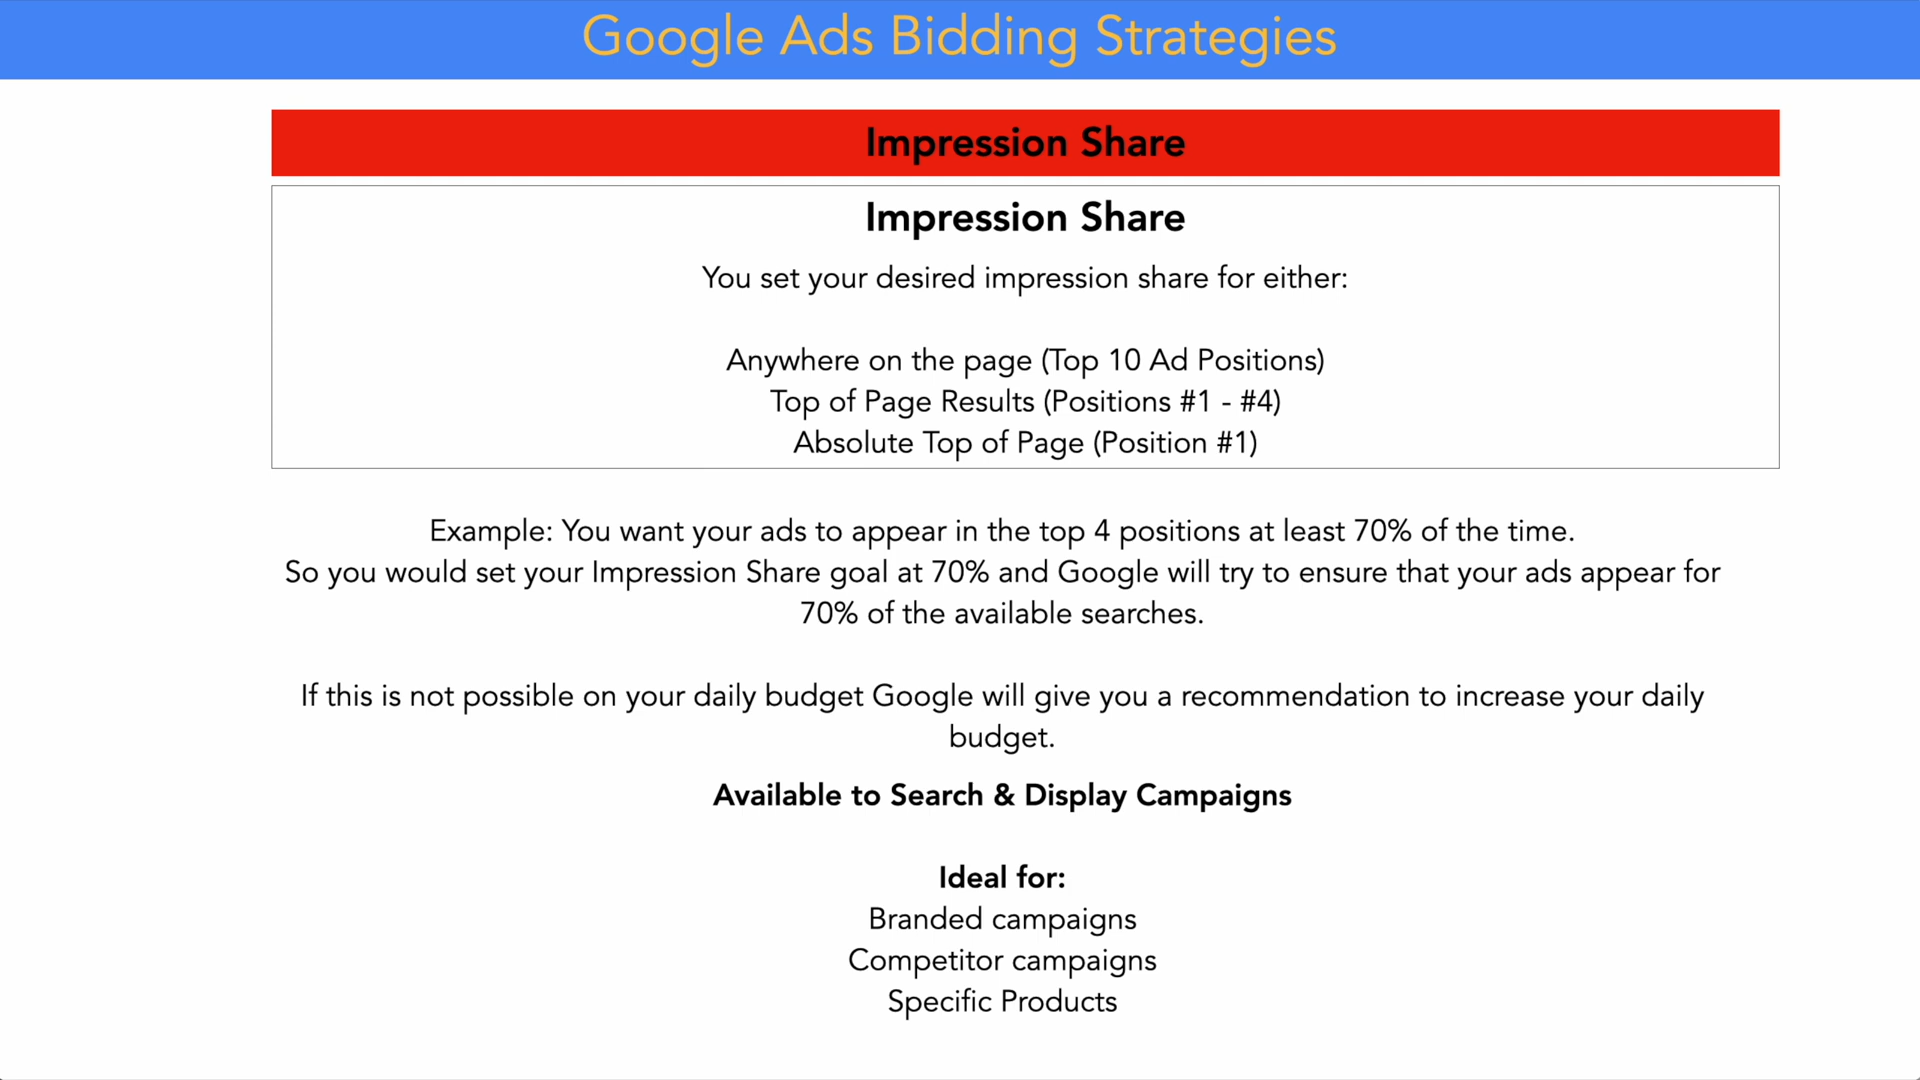 Google Ads Bidding Strategies
Impression Share
Impression Share
You set your desired impression share for either:
Anywhere on the page (Top 10 Ad Positions)
Top of Page Results (Positions #1 - #4)
Absolute Top of Page (Position #1)
Example: You want your ads to appear in the top 4 positions at least 70% of the time.
So you would set your Impression Share goal at 70% and Google will try to ensure that your ads appear for
70% of the available searches.
If this is not possible on your daily budget Google will give you a recommendation to increase your daily
budget.
Available to Search & Display Campaigns
Ideal for:
Branded campaigns
Competitor campaigns
Specific Products